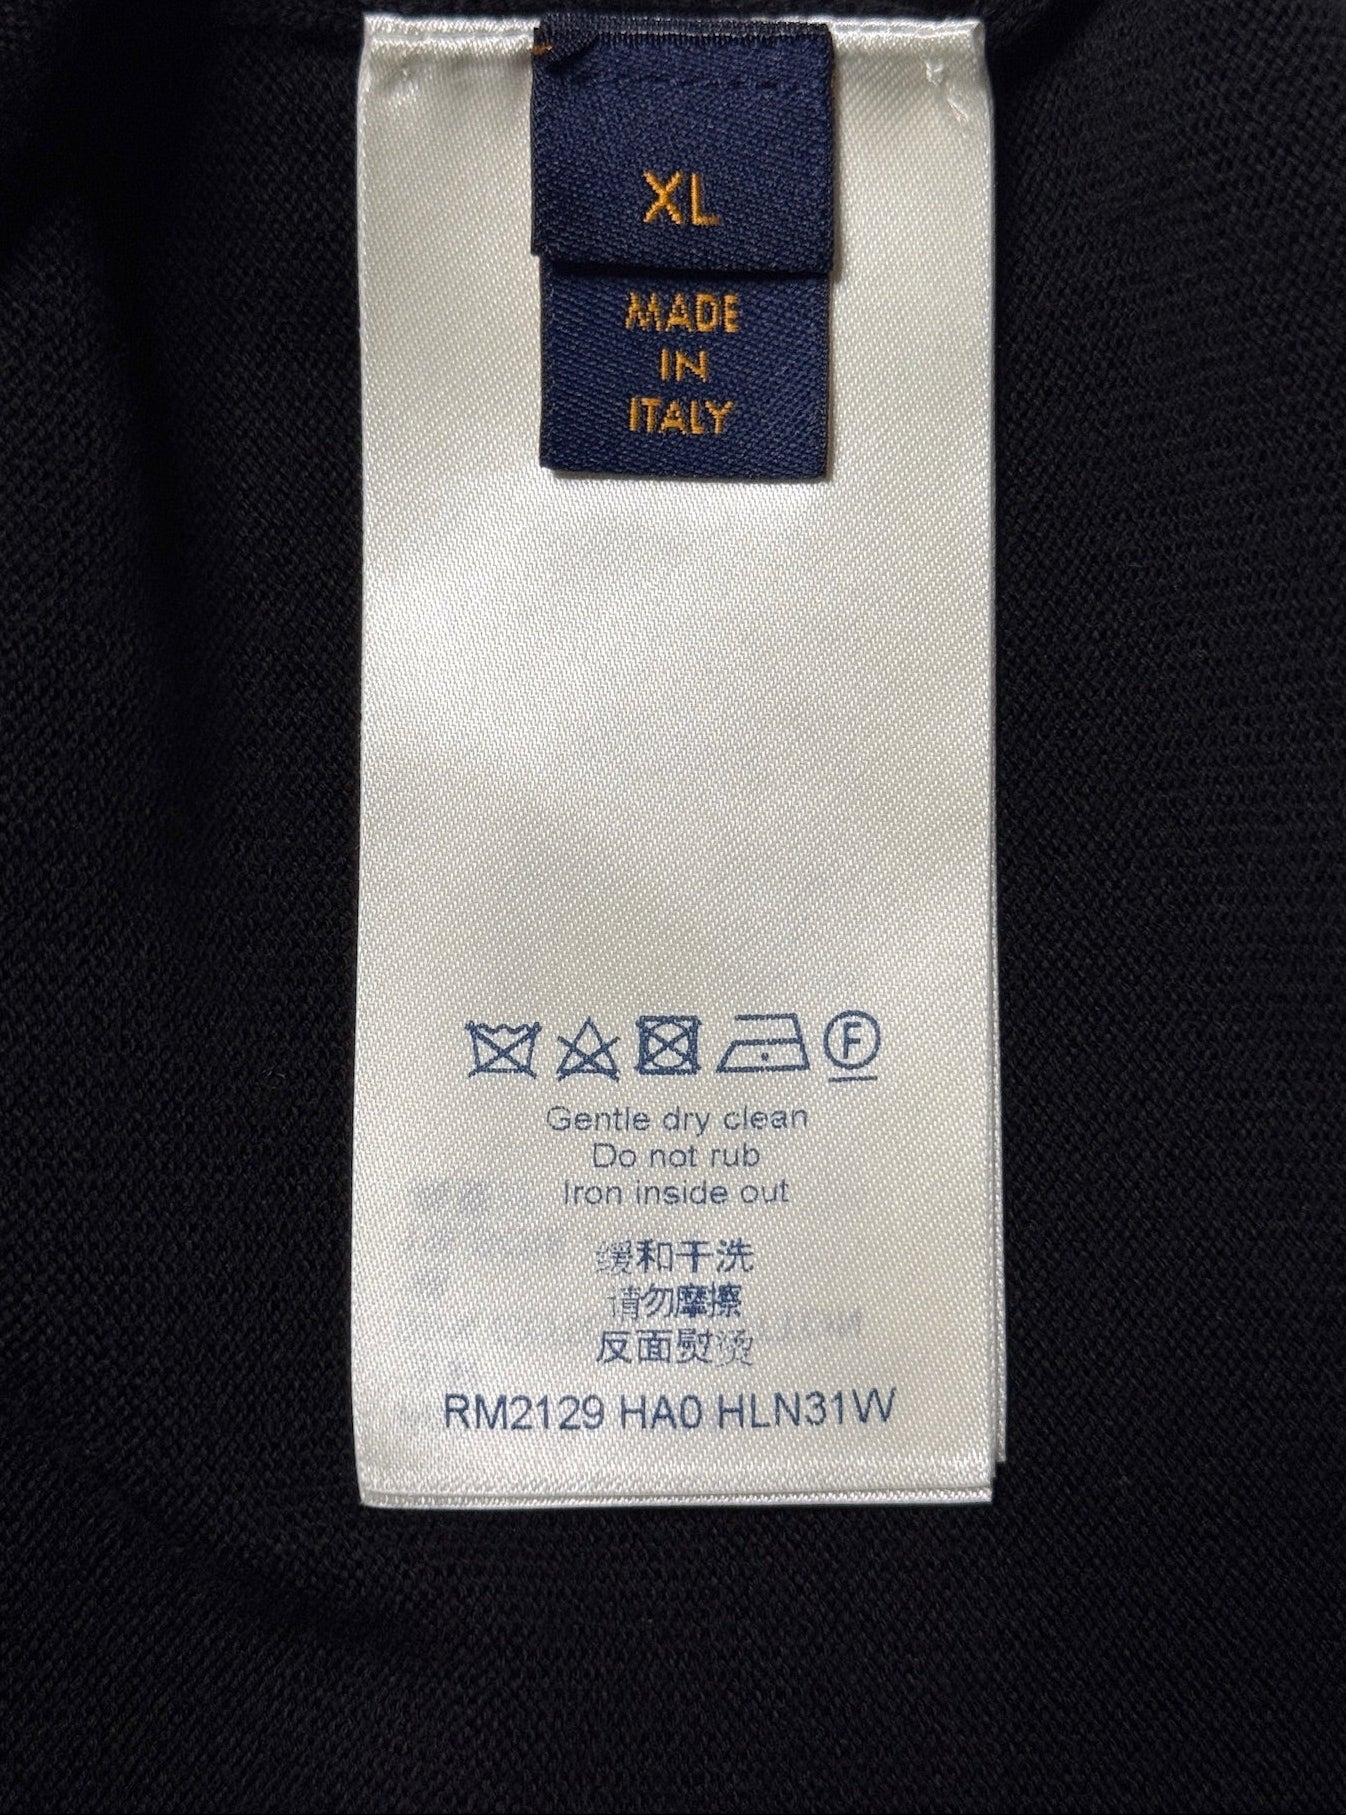 XL
MADE
IN
ITALY
F
Gentle dry clean
Do not rub
Iron inside out
缓和干洗
请勿摩擦
反面熨烫
RM2129 HA0 HLN31W